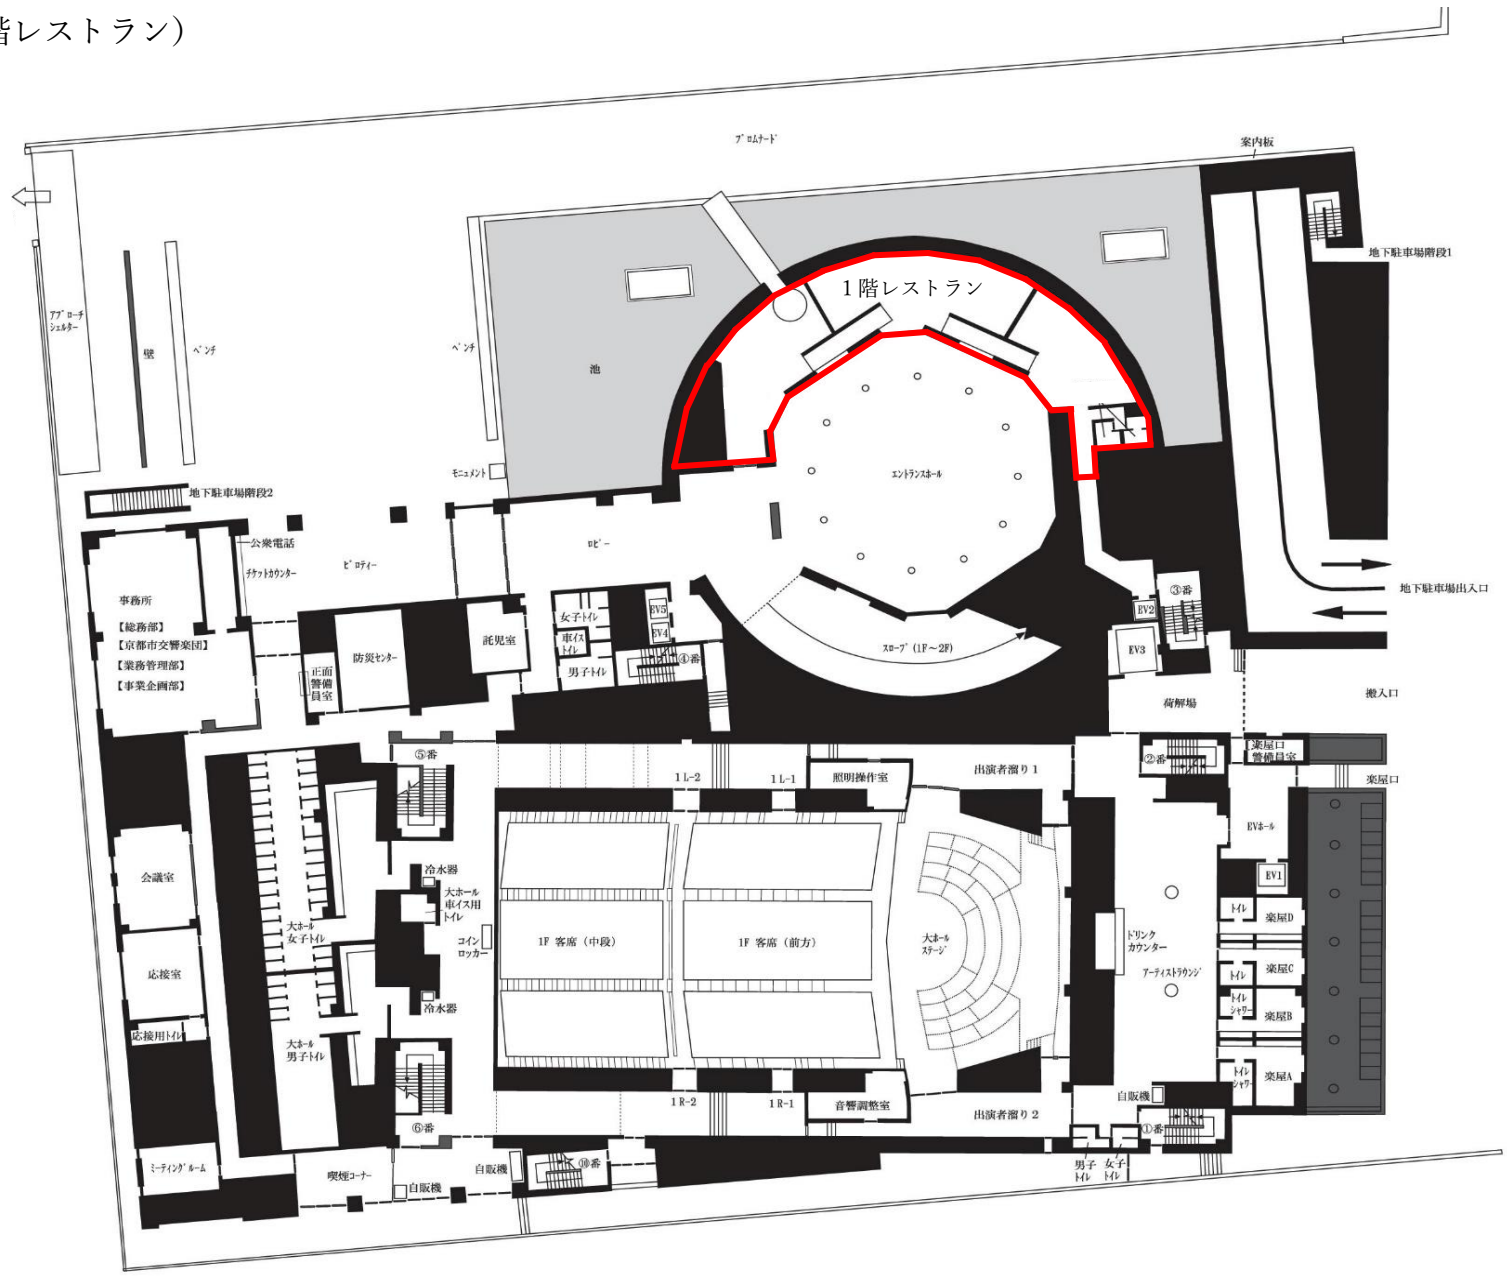 階レストラン）
プロムナード
案内板
地下駐車場階段1
1階レストラン
アプローチ
シェルター
壁
ベンチ
ベンチ
池
モニュメント
エントランスホール
地下駐車場階段2
公衆電話
チケットカウンター
ピロティー
ロビー
地下駐車場出入口
事務所
【総務部】
【京都市交響楽団】
【業務管理部】
【事業企画部】
防災センター
正面
警備
員室
託児室
女子トイレ
車イス
トイレ
男子トイレ
EV5
EV4
④番
スロープ（1F～2F）
EV2
③番
EV3
荷解場
搬入口
⑤番
1L-2
1L-1
照明操作室
出演者溜り1
②番
楽屋口
警備員室
楽屋口
EVホール
EV1
会議室
冷水器
大ホール
車イス用
トイレ
大ホール
女子トイレ
コイン
ロッカー
1F 客席（中段）
1F 客席（前方）
大ホール
ステージ
ドリンク
カウンター
アーティストラウンジ
トイレ
楽屋D
トイレ
楽屋C
トイレ
シャワー
楽屋B
トイレ
シャワー
楽屋A
応接室
応接用トイレ
冷水器
大ホール
男子トイレ
⑥番
1R-2
1R-1
音響調整室
出演者溜り2
自販機
①番
男子
トイレ
女子
トイレ
ミーティングルーム
喫煙コーナー
自販機
自販機
⑩番